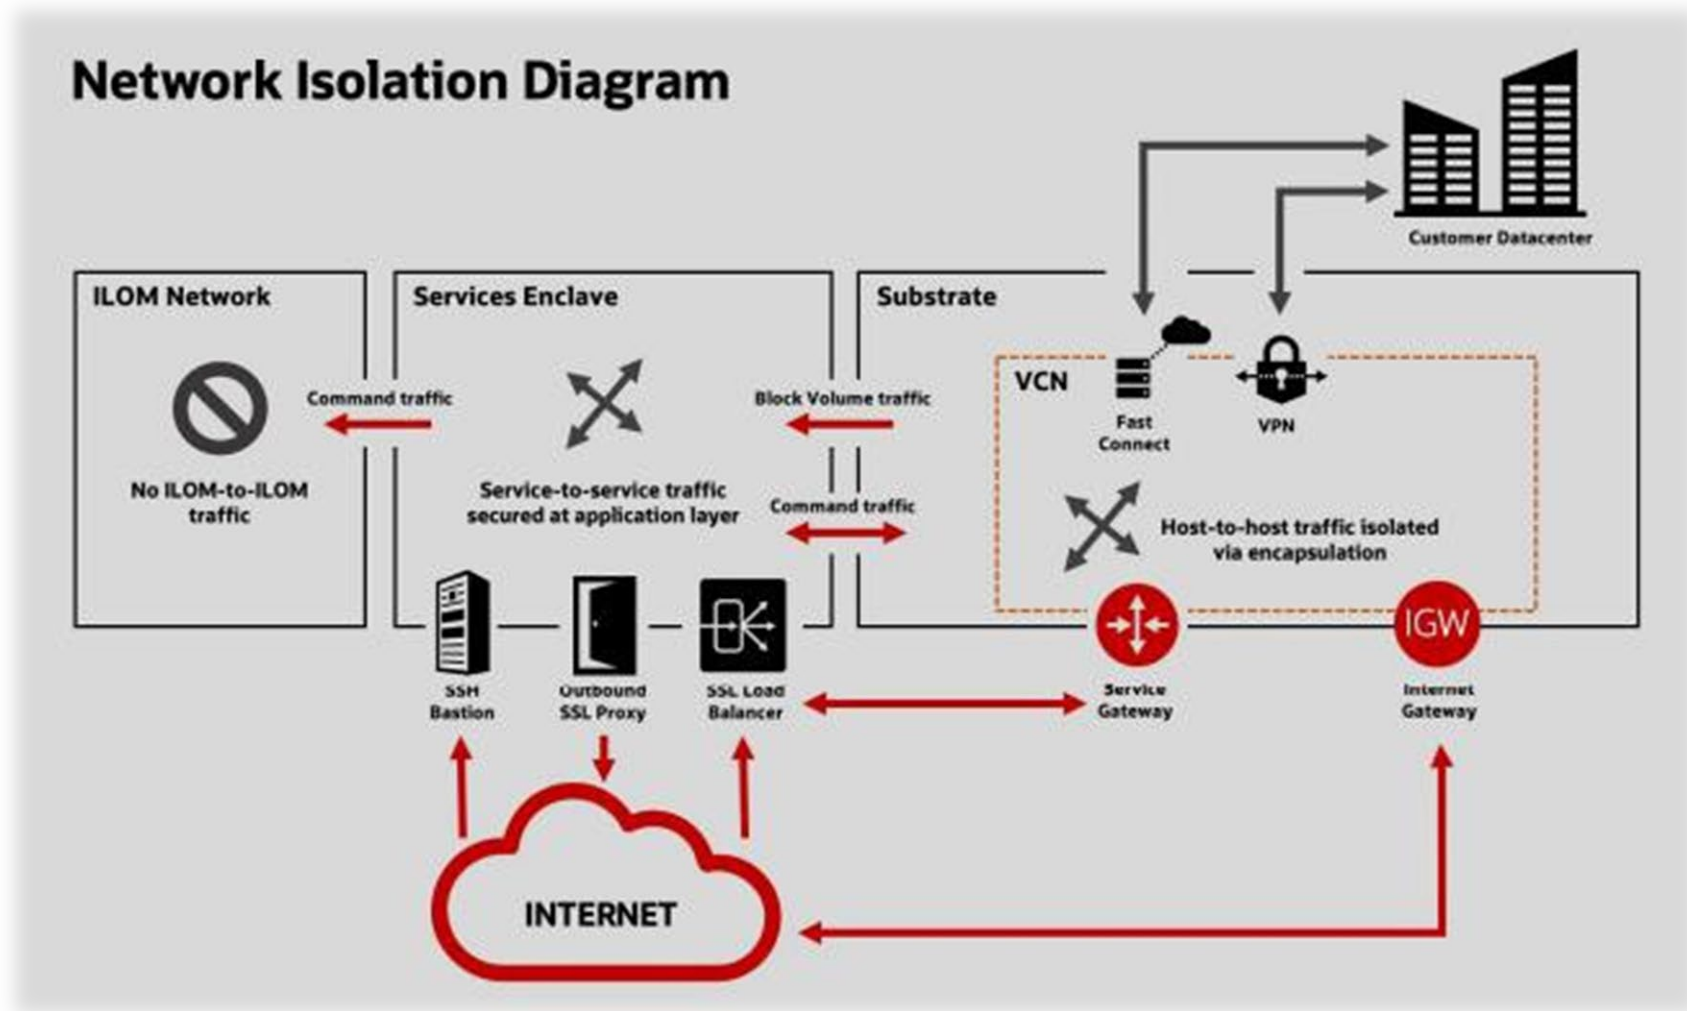 Network Isolation Diagram
Customer Datacenter
ILOM Network
Services Enclave
Substrate
Command traffic
Block Volume traffic
VCN
Fast
Connect
VPN
No ILOM-to-ILOM
traffic
Service-to-service traffic
secured at application layer
Command traffic
Host-to-host traffic isolated
via encapsulation
IGW
SSH
Bastion
Outbound
SSL Proxy
SSL Load
Balancer
Service
Gateway
Internet
Gateway
INTERNET